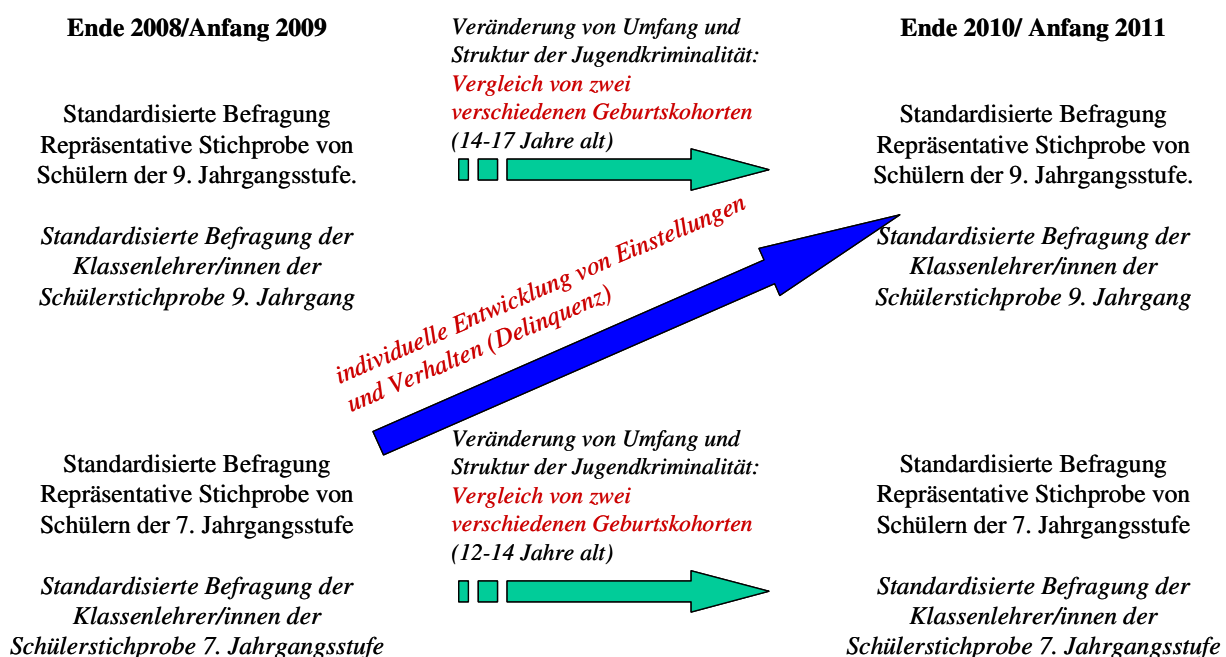 Ende 2008/Anfang 2009
Standardisierte Befragung
Repräsentative Stichprobe von
Schülern der 9. Jahrgangsstufe.
Standardisierte Befragung der
Klassenlehrer/innen der
Schülerstichprobe 9. Jahrgang
Veränderung von Umfang und
Struktur der Jugendkriminalität:
Vergleich von zwei
verschiedenen Geburtskohorten
(14-17 Jahre alt)
Ende 2010/ Anfang 2011
Standardisierte Befragung
Repräsentative Stichprobe von
Schülern der 9. Jahrgangsstufe.
Standardisierte Befragung der
Klassenlehrer/innen der
Schülerstichprobe 9. Jahrgang
individuelle Entwicklung von Einstellungen
und Verhalten (Delinquenz)
Standardisierte Befragung
Repräsentative Stichprobe von
Schülern der 7. Jahrgangsstufe
Standardisierte Befragung der
Klassenlehrer/innen der
Schülerstichprobe 7. Jahrgangsstufe
Veränderung von Umfang und
Struktur der Jugendkriminalität:
Vergleich von zwei
verschiedenen Geburtskohorten
(12-14 Jahre alt)
Standardisierte Befragung
Repräsentative Stichprobe von
Schülern der 7. Jahrgangsstufe
Standardisierte Befragung der
Klassenlehrer/innen der
Schülerstichprobe 7. Jahrgangsstufe